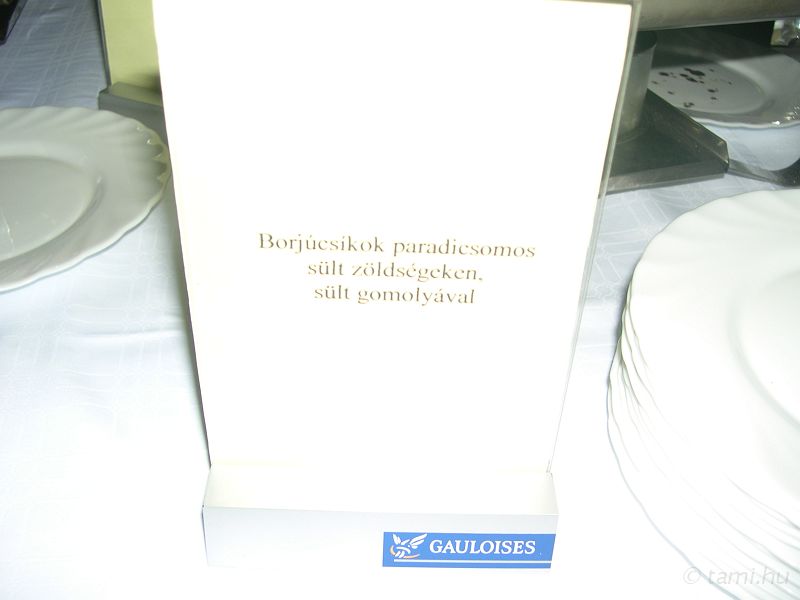 Borjúcsíkok paradicsomos
sült zöldségeken,
sült gomolyával
GAULOISES
© tami.hu